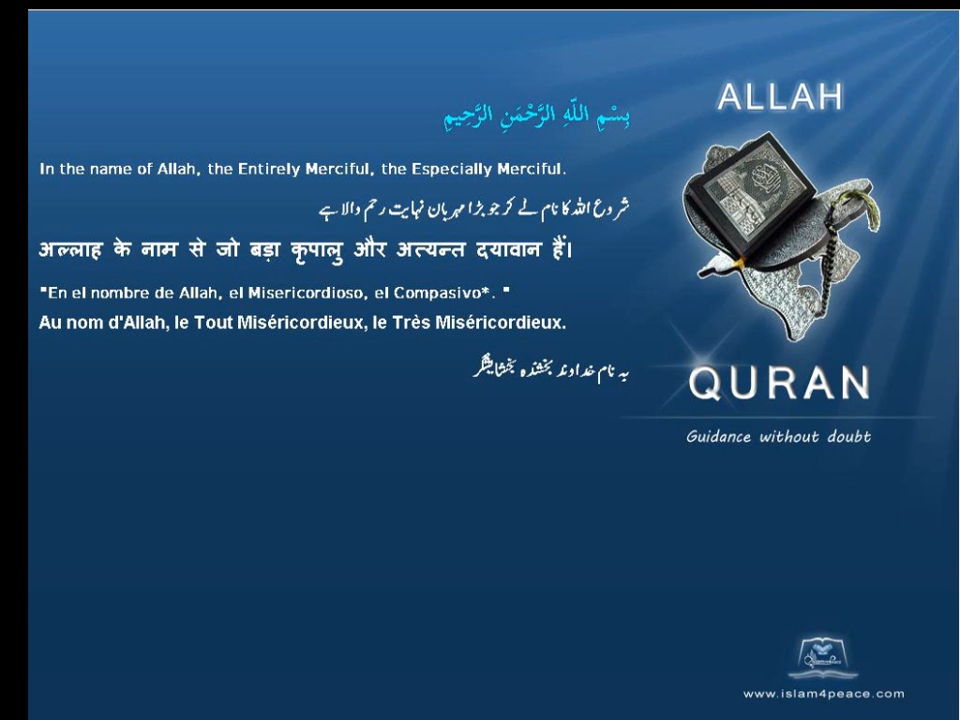 بِسْمِ اللّهِ الرَّحْمَنِ الرَّحِيمِ
In the name of Allah, the Entirely Merciful, the Especially Merciful.
شروع الله کا نام لے کر جو بڑا مہربان نہایت رحم والا ہے
अल्लाह के नाम से जो बड़ा कृपालु और अत्यन्त दयावान हैं।
"En el nombre de Allah, el Misericordioso, el Compasivo*. "
Au nom d'Allah, le Tout Miséricordieux, le Très Miséricordieux.
به نام خداوند بخشنده بخشایشگر
ALLAH
QURAN
Guidance without doubt
www.islam4peace.com